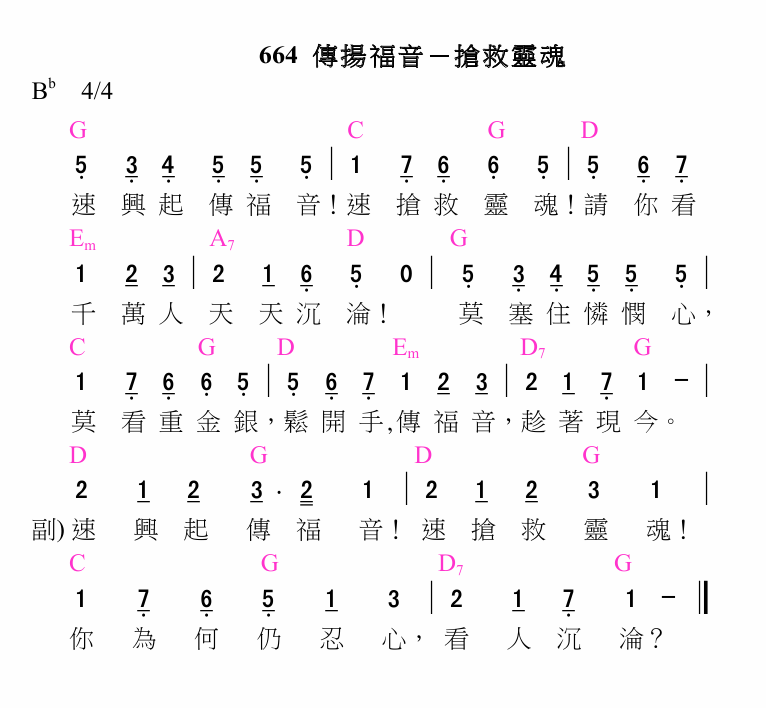 664 傳揚福音－搶救靈魂
Bb 4/4
G C G D
5 3 4 5 5 5 | 1 7 6 6 5 | 5 6 7
速 興 起 傳 福 音！速 搶 救 靈 魂！請 你 看
Em A7 D G
1 2 3 | 2 1 6 5 0 | 5 3 4 5 5 5 |
千 萬 人 天 天 沉 淪！ 莫 塞 住 憐 憫 心，
C G D Em D7 G
1 7 6 6 5 | 5 6 7 1 2 3 | 2 1 7 1 － |
莫 看 重 金 銀，鬆 開 手,傳 福 音，趁 著 現 今。
D G D G
2 1 2 3 · 2 1 | 2 1 2 3 1 |
副) 速 興 起 傳 福 音！ 速 搶 救 靈 魂！
C G D7 G
1 7 6 5 1 3 | 2 1 7 1 － ‖
你 為 何 仍 忍 心， 看 人 沉 淪？